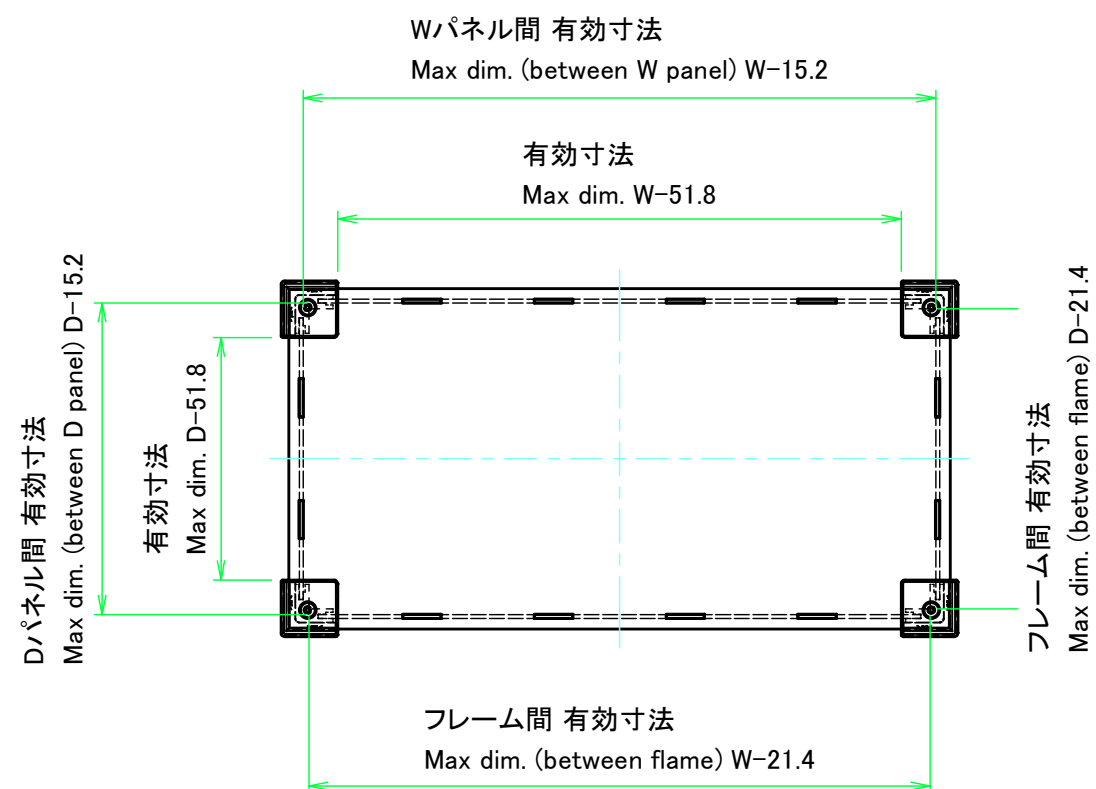 Wパネル間 有効寸法
Max dim. (between W panel) W-15.2
有効寸法
Max dim. W-51.8
Dパネル間 有効寸法
Max dim. (between D panel) D-15.2
有効寸法
Max dim. D-51.8
フレーム間 有効寸法
Max dim. (between flame) D-21.4
フレーム間 有効寸法
Max dim. (between flame) W-21.4